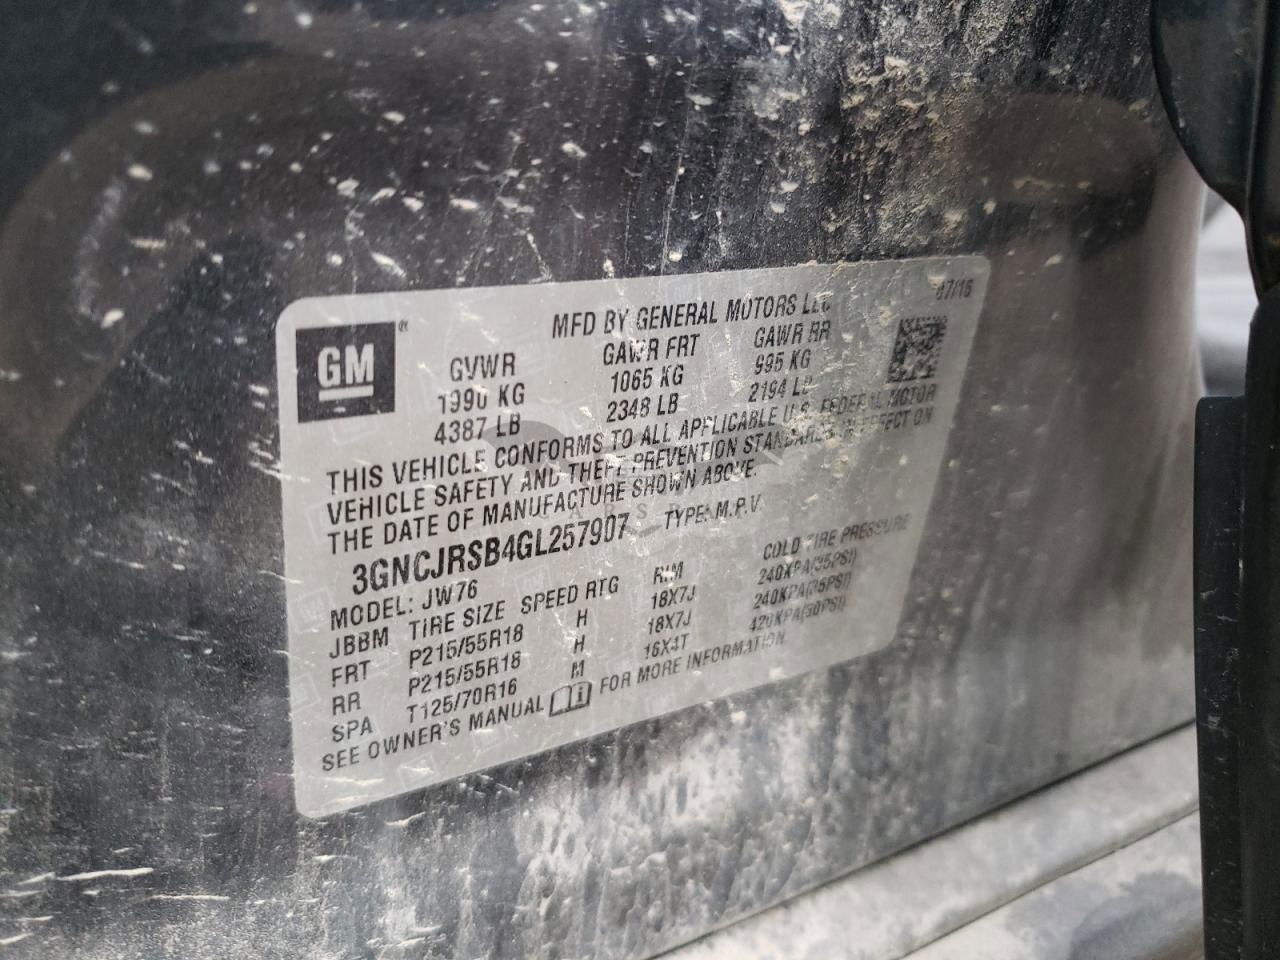 MFD BY GENERAL MOTORS LLC 07/16
GM ®
GVWR GAWR FRT GAWR RR
1990 KG 1065 KG 995 KG
4387 LB 2348 LB 2194 LB
THIS VEHICLE CONFORMS TO ALL APPLICABLE U.S. FEDERAL MOTOR
VEHICLE SAFETY AND THEFT PREVENTION STANDARDS IN EFFECT ON
THE DATE OF MANUFACTURE SHOWN ABOVE.
3GNCJRSB4GL257907 TYPE: M.P.V.
MODEL: JW76
JBBM TIRE SIZE SPEED RTG RIM COLD TIRE PRESSURE
FRT P215/55R18 H 18X7J 240KPA(35PSI)
RR P215/55R18 H 18X7J 240KPA(35PSI)
SPA T125/70R16 M 16X4T 420KPA(60PSI)
SEE OWNER'S MANUAL FOR MORE INFORMATION